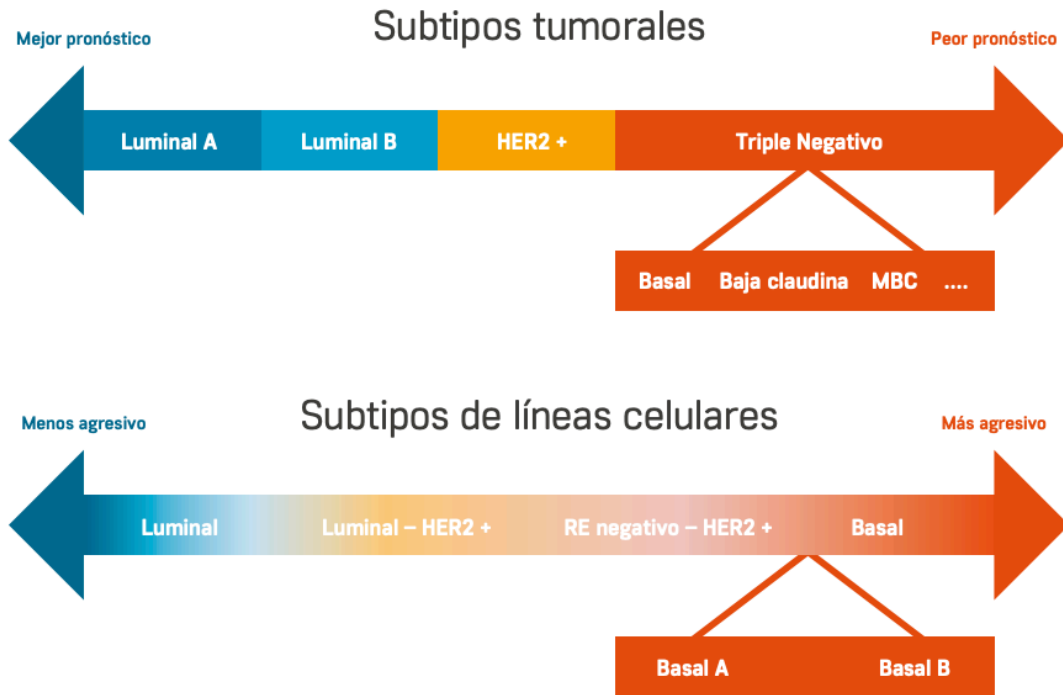 Subtipos tumorales
Mejor pronóstico
Peor pronóstico
Luminal A
Luminal B
HER2 +
Triple Negativo
Basal
Baja claudina
MBC
....
Subtipos de líneas celulares
Menos agresivo
Más agresivo
Luminal
Luminal – HER2 +
RE negativo – HER2 +
Basal
Basal A
Basal B